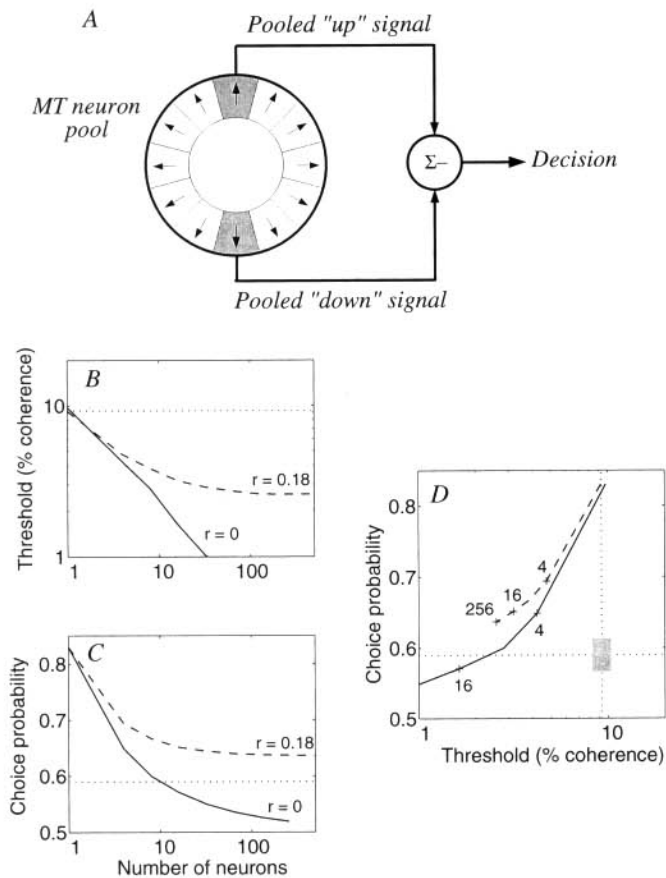 A
Pooled "up" signal
MT neuron
pool
Σ–
Decision
Pooled "down" signal
B
Threshold (% coherence)
10
1
r = 0.18
r = 0
1
10
100
C
Choice probability
0.8
0.7
0.6
0.5
r = 0.18
r = 0
1
10
100
Number of neurons
D
Choice probability
0.8
0.7
0.6
0.5
256
16
4
4
16
1
10
Threshold (% coherence)